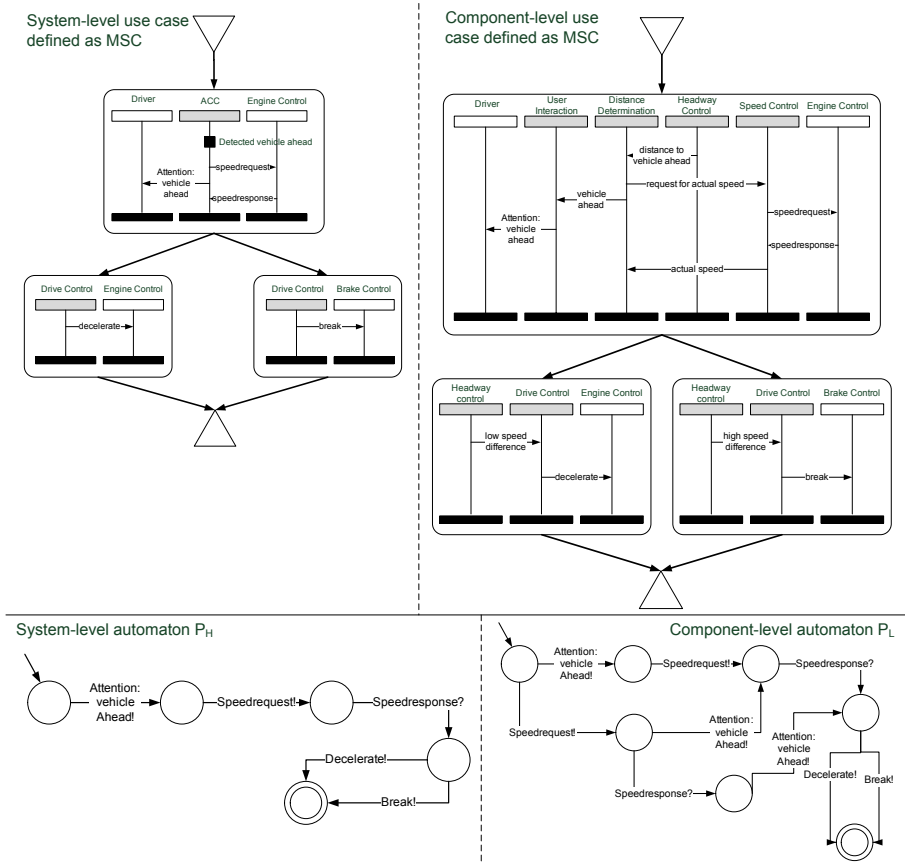 System-level use case
defined as MSC
Driver
ACC
Engine Control
Detected vehicle ahead
speedrequest
Attention:
vehicle
ahead
speedresponse
Drive Control
Engine Control
decelerate
Drive Control
Brake Control
break
Component-level use
case defined as MSC
Driver
User
Interaction
Distance
Determination
Headway
Control
Speed Control
Engine Control
distance to
vehicle ahead
request for actual speed
vehicle
ahead
speedrequest
Attention:
vehicle
ahead
speedresponse
actual speed
Headway
control
Drive Control
Engine Control
low speed
difference
decelerate
Headway
control
Drive Control
Brake Control
high speed
difference
break
System-level automaton PH
Attention:
vehicle
Ahead!
Speedrequest!
Speedresponse?
Decelerate!
Break!
Component-level automaton PL
Attention:
vehicle
Ahead!
Speedrequest!
Speedresponse?
Speedrequest!
Attention:
vehicle
Ahead!
Attention:
vehicle
Ahead!
Speedresponse?
Decelerate!
Break!